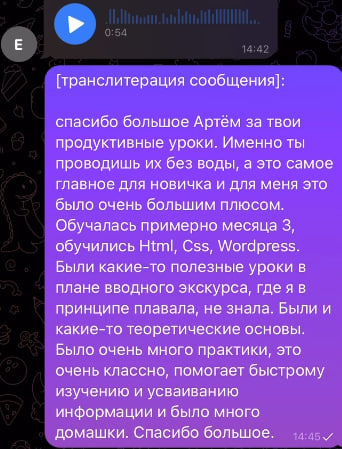 0:54
14:42
E
[транслитерация сообщения]:
спасибо большое Артём за твои
продуктивные уроки. Именно ты
проводишь их без воды, а это самое
главное для новичка и для меня это
было очень большим плюсом.
Обучалась примерно месяца 3,
обучились Html, Css, Wordpress.
Были какие-то полезные уроки в
плане вводного экскурса, где я в
принципе плавала, не знала. Были и
какие-то теоретические основы.
Было очень много практики, это
очень классно, помогает быстрому
изучению и усваиванию
информации и было много
домашки. Спасибо большое.
14:45